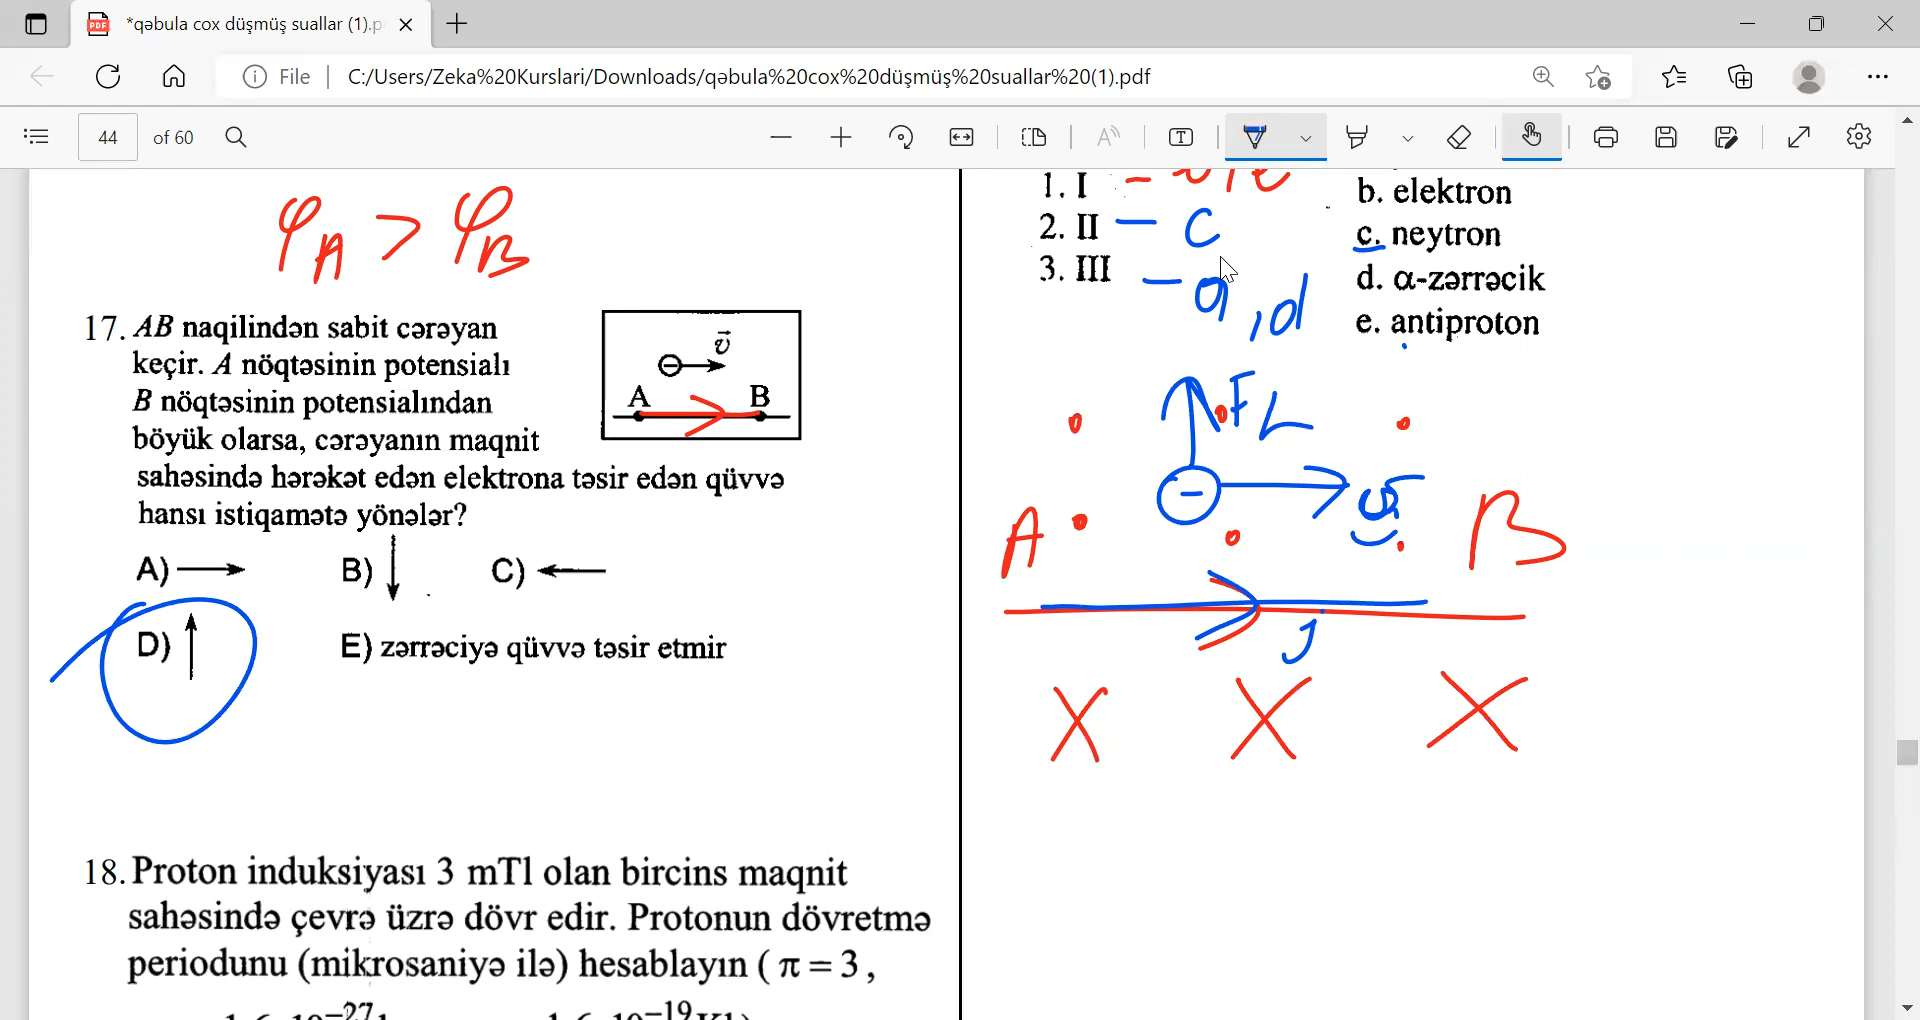 *qəbula cox düşmüş suallar (1).p
File
C:/Users/Zeka%20Kurslari/Downloads/qəbula%20cox%20düşmüş%20suallar%20(1).pdf
44 of 60
φA > φB
17. AB naqilindən sabit cərəyan
keçir. A nöqtəsinin potensialı
B nöqtəsinin potensialından
böyük olarsa, cərəyanın maqnit
sahəsində hərəkət edən elektrona təsir edən qüvvə
hansı istiqamətə yönələr?
υ⃗
A B
A) → B) ↓ C) ←
D) ↑ E) zərrəciyə qüvvə təsir etmir
18. Proton induksiyası 3 mTl olan bircins maqnit
sahəsində çevrə üzrə dövr edir. Protonun dövretmə
periodunu (mikrosaniyə ilə) hesablayın ( π = 3 ,
1. I -
2. II - c
3. III - a, d
b. elektron
c. neytron
d. α-zərrəcik
e. antiproton
FL
A B
X X X